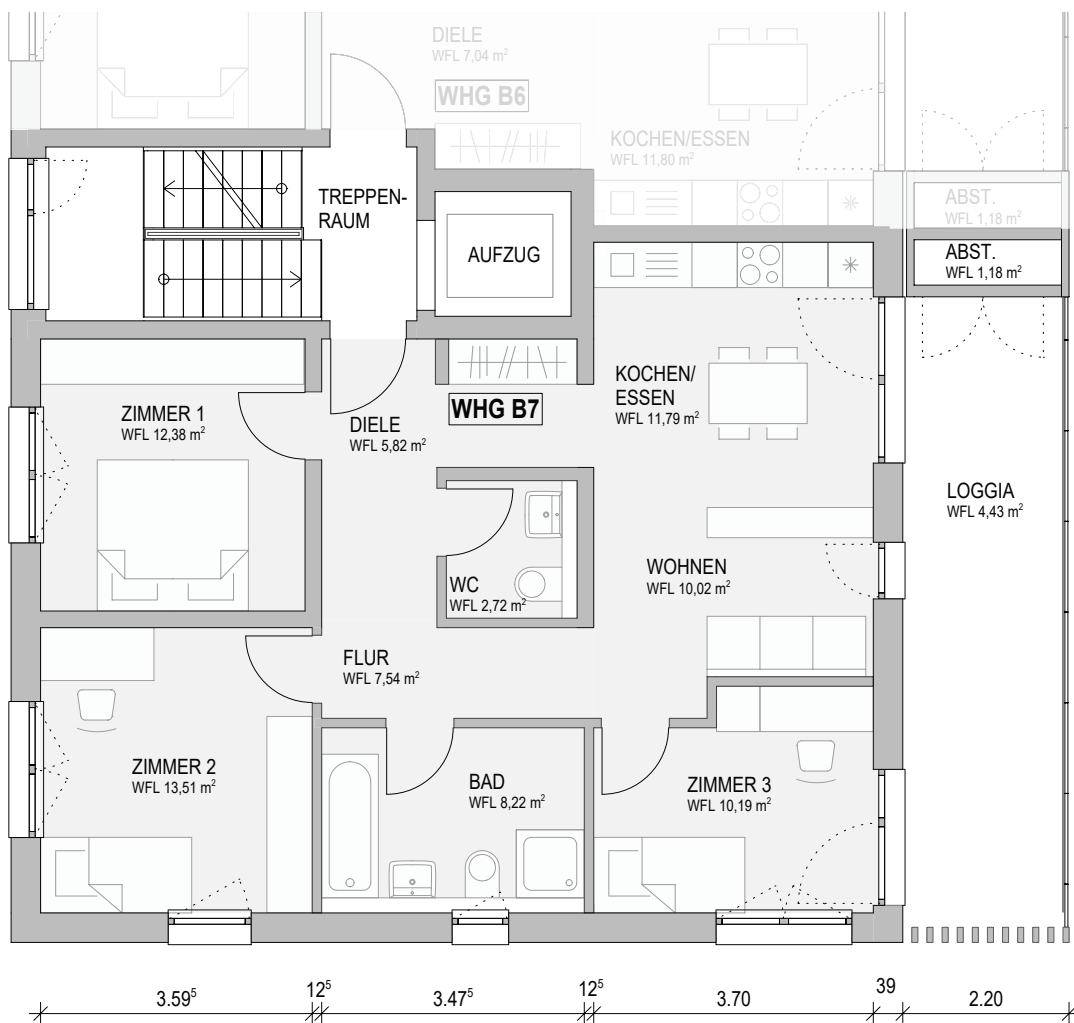 DIELE
WFL 7,04 m²
WHG B6
KOCHEN/ESSEN
WFL 11,80 m²
TREPPEN-
RAUM
AUFZUG
ABST.
WFL 1,18 m²
ABST.
WFL 1,18 m²
ZIMMER 1
WFL 12,38 m²
DIELE
WFL 5,82 m²
WHG B7
KOCHEN/
ESSEN
WFL 11,79 m²
LOGGIA
WFL 4,43 m²
WC
WFL 2,72 m²
WOHNEN
WFL 10,02 m²
FLUR
WFL 7,54 m²
ZIMMER 2
WFL 13,51 m²
BAD
WFL 8,22 m²
ZIMMER 3
WFL 10,19 m²
3.59⁵ 12⁵ 3.47⁵ 12⁵ 3.70 39 2.20